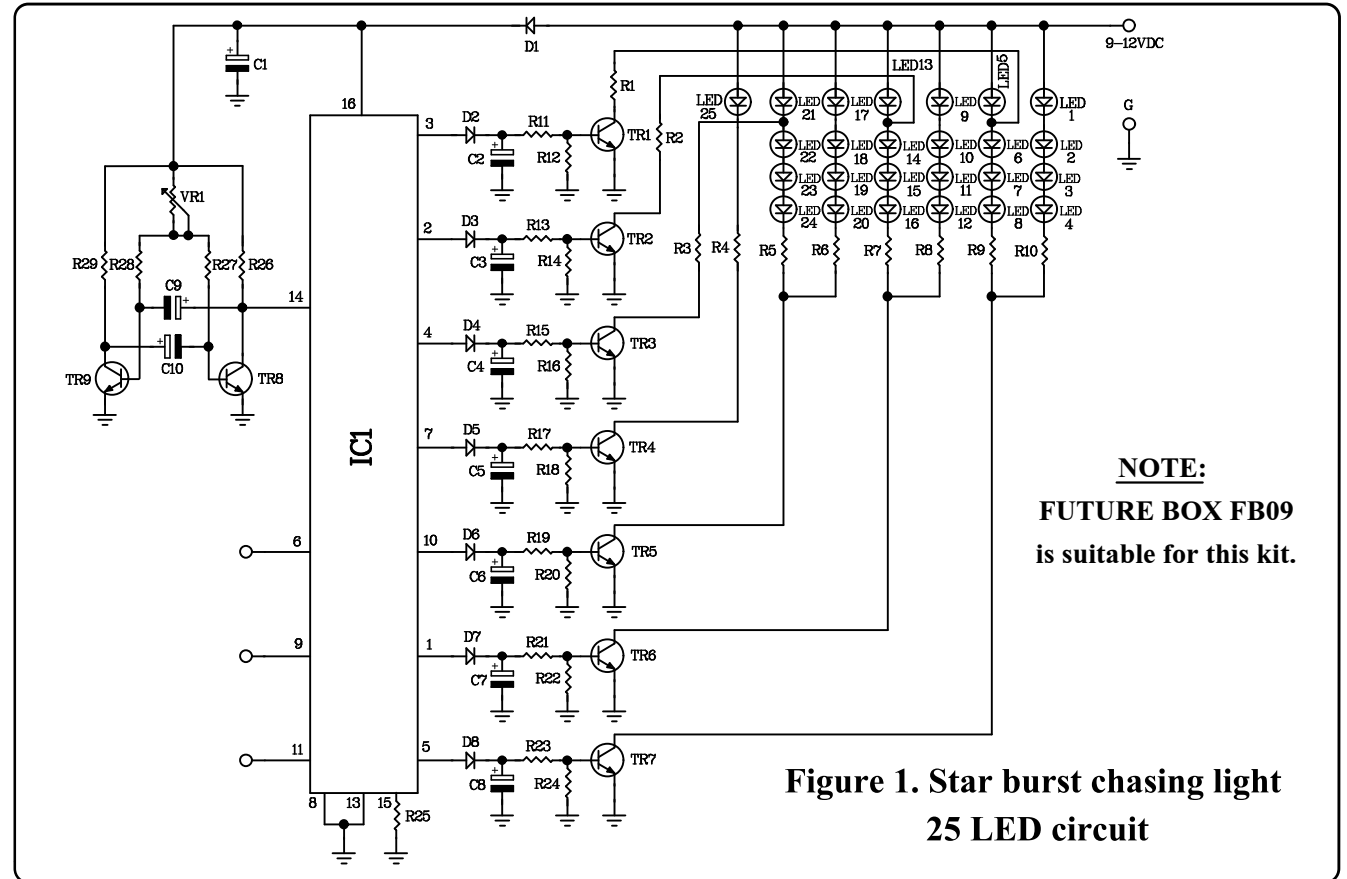 D1
9-12VDC
C1
R1
LED13
LED5
LED
25
LED
21
LED
17
LED
9
LED
1
G
16
3
D2
R11
TR1
R2
C2
R12
LED
22
LED
18
LED
14
LED
10
LED
6
LED
2
VR1
LED
23
LED
19
LED
15
LED
11
LED
7
LED
3
LED
24
LED
20
LED
16
LED
12
LED
8
LED
4
2
D3
R13
TR2
C3
R14
R3
R4
R5
R6
R7
R8
R9
R10
R29
R28
R27
R26
C9
14
4
D4
R15
TR3
C4
R16
C10
TR9
TR8
IC1
7
D5
R17
TR4
C5
R18
NOTE:
FUTURE BOX FB09
is suitable for this kit.
6
10
D6
R19
TR5
C6
R20
9
1
D7
R21
TR6
C7
R22
11
5
D8
R23
TR7
C8
R24
8
13
15
R25
Figure 1. Star burst chasing light
25 LED circuit